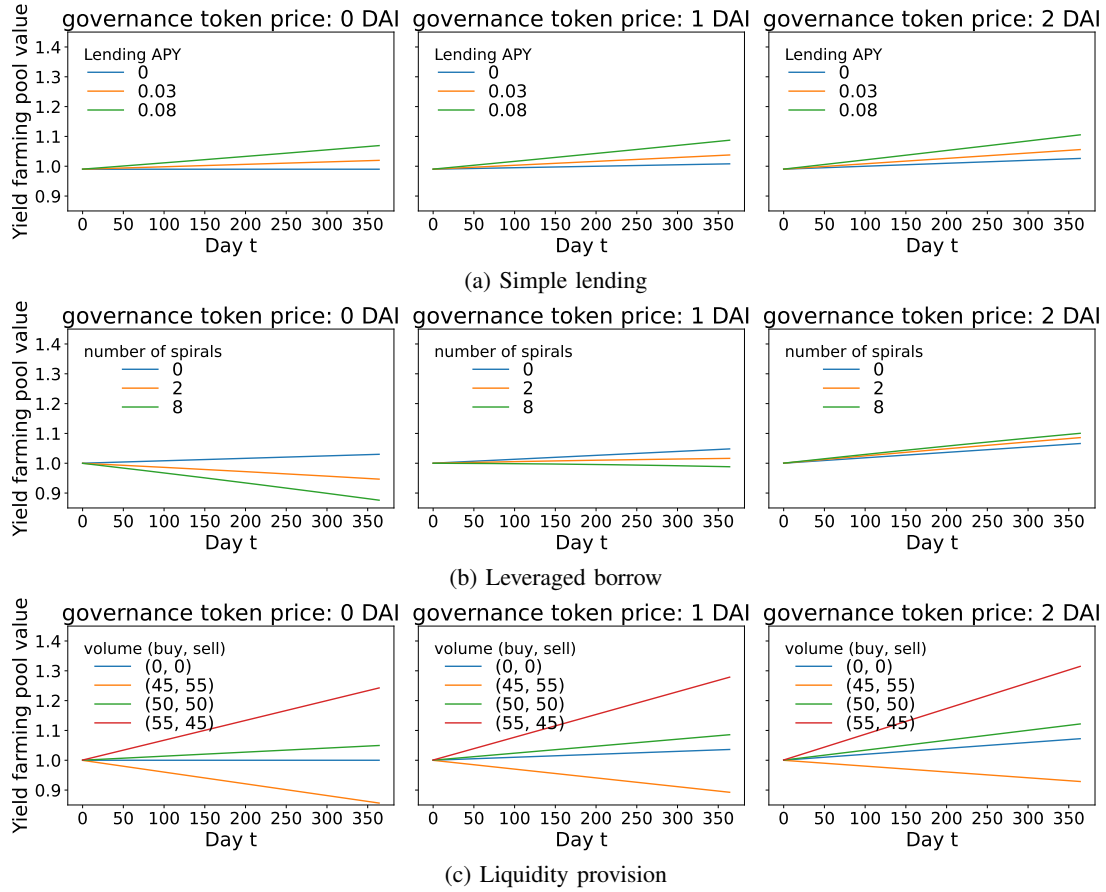 governance token price: 0 DAI governance token price: 1 DAI governance token price: 2 DAI
Yield farming pool value
1.4
1.3
1.2
1.1
1.0
0.9
Lending APY
0
0.03
0.08
Lending APY
0
0.03
0.08
Lending APY
0
0.03
0.08
0 50 100 150 200 250 300 350 0 50 100 150 200 250 300 350 0 50 100 150 200 250 300 350
Day t Day t Day t
(a) Simple lending
governance token price: 0 DAI governance token price: 1 DAI governance token price: 2 DAI
Yield farming pool value
1.4
1.3
1.2
1.1
1.0
0.9
number of spirals
0
2
8
number of spirals
0
2
8
number of spirals
0
2
8
0 50 100 150 200 250 300 350 0 50 100 150 200 250 300 350 0 50 100 150 200 250 300 350
Day t Day t Day t
(b) Leveraged borrow
governance token price: 0 DAI governance token price: 1 DAI governance token price: 2 DAI
Yield farming pool value
1.4
1.3
1.2
1.1
1.0
0.9
volume (buy, sell)
(0, 0)
(45, 55)
(50, 50)
(55, 45)
volume (buy, sell)
(0, 0)
(45, 55)
(50, 50)
(55, 45)
volume (buy, sell)
(0, 0)
(45, 55)
(50, 50)
(55, 45)
0 50 100 150 200 250 300 350 0 50 100 150 200 250 300 350 0 50 100 150 200 250 300 350
Day t Day t Day t
(c) Liquidity provision